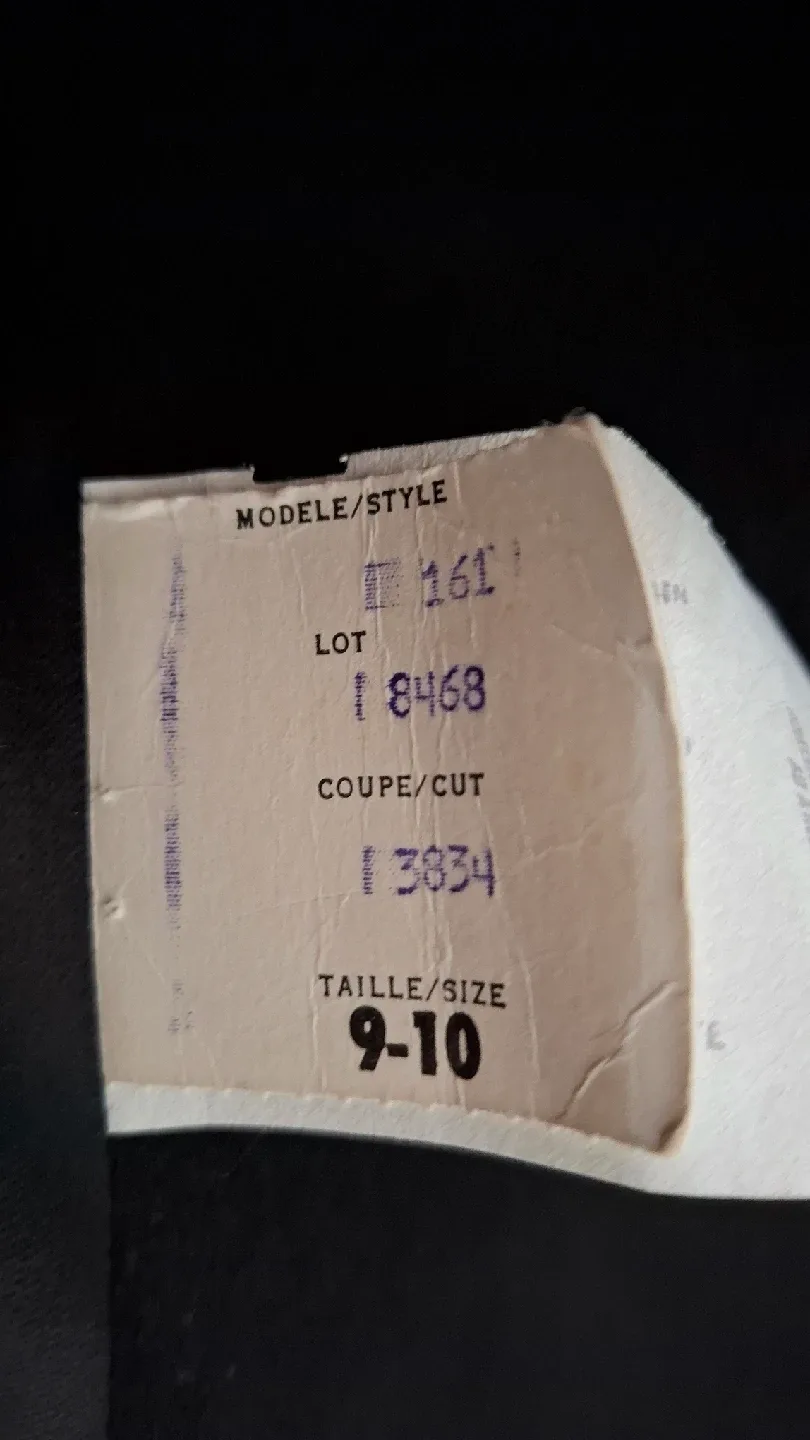 MODELE/STYLE
161
LOT
8468
COUPE/CUT
3834
TAILLE/SIZE
9-10